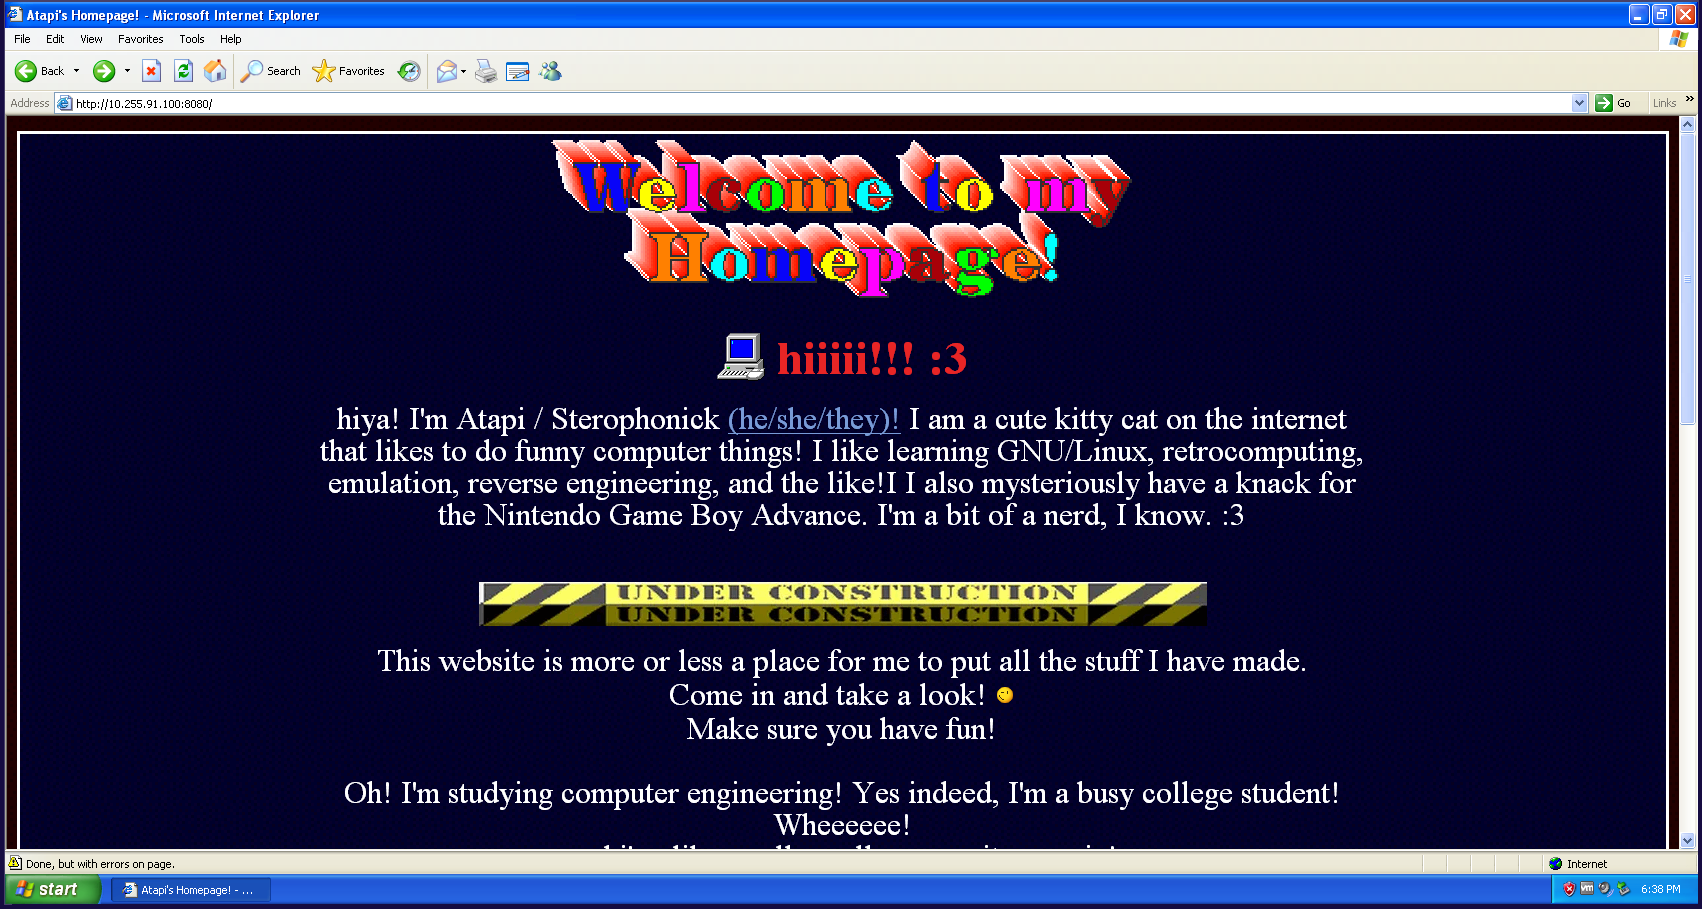 Atapi's Homepage! - Microsoft Internet Explorer
File Edit View Favorites Tools Help
Back Search Favorites
Address http://10.255.91.100:8080/ Go Links »
Welcome to my
Homepage!
hiiiii!!! :3
hiya! I'm Atapi / Sterophonick (he/she/they)! I am a cute kitty cat on the internet
that likes to do funny computer things! I like learning GNU/Linux, retrocomputing,
emulation, reverse engineering, and the like!I I also mysteriously have a knack for
the Nintendo Game Boy Advance. I'm a bit of a nerd, I know. :3
UNDER CONSTRUCTION
UNDER CONSTRUCTION
This website is more or less a place for me to put all the stuff I have made.
Come in and take a look!
Make sure you have fun!
Oh! I'm studying computer engineering! Yes indeed, I'm a busy college student!
Wheeeeee!
Done, but with errors on page. Internet
start Atapi's Homepage! - ... vm 6:38 PM